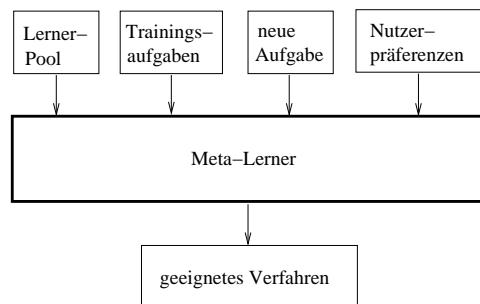 Lerner–
Pool
Trainings-
aufgaben
neue
Aufgabe
Nutzer-
präferenzen
Meta–Lerner
geeignetes Verfahren